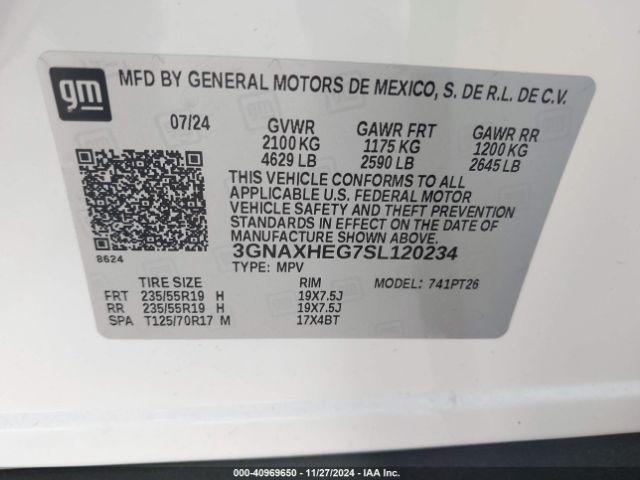 gm
MFD BY GENERAL MOTORS DE MEXICO, S. DE R.L. DE C.V.
07/24 GVWR GAWR FRT GAWR RR
2100 KG 1175 KG 1200 KG
4629 LB 2590 LB 2645 LB
THIS VEHICLE CONFORMS TO ALL
APPLICABLE U.S. FEDERAL MOTOR
VEHICLE SAFETY AND THEFT PREVENTION
STANDARDS IN EFFECT ON THE DATE OF
MANUFACTURE SHOWN ABOVE.
3GNAXHEG7SL120234
8624
TYPE: MPV
TIRE SIZE RIM MODEL: 741PT26
FRT 235/55R19 H 19X7.5J
RR 235/55R19 H 19X7.5J
SPA T125/70R17 M 17X4BT
000-40969650 - 11/27/2024 - IAA Inc.